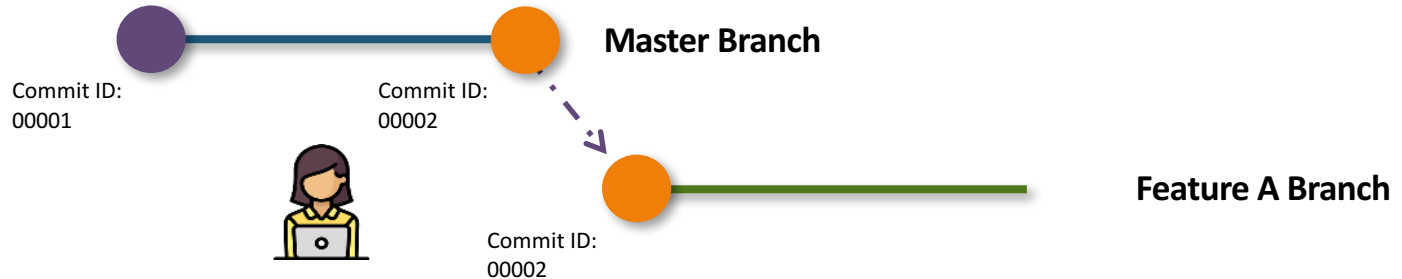 Master Branch
Commit ID:
00001
Commit ID:
00002
Feature A Branch
Commit ID:
00002